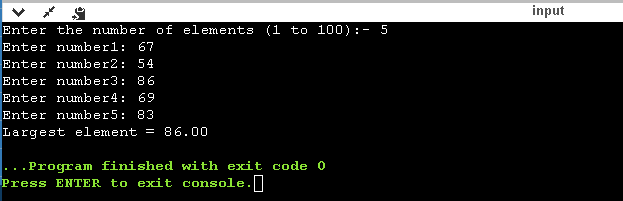 input
Enter the number of elements (1 to 100):- 5
Enter number1: 67
Enter number2: 54
Enter number3: 86
Enter number4: 69
Enter number5: 83
Largest element = 86.00
...Program finished with exit code 0
Press ENTER to exit console.